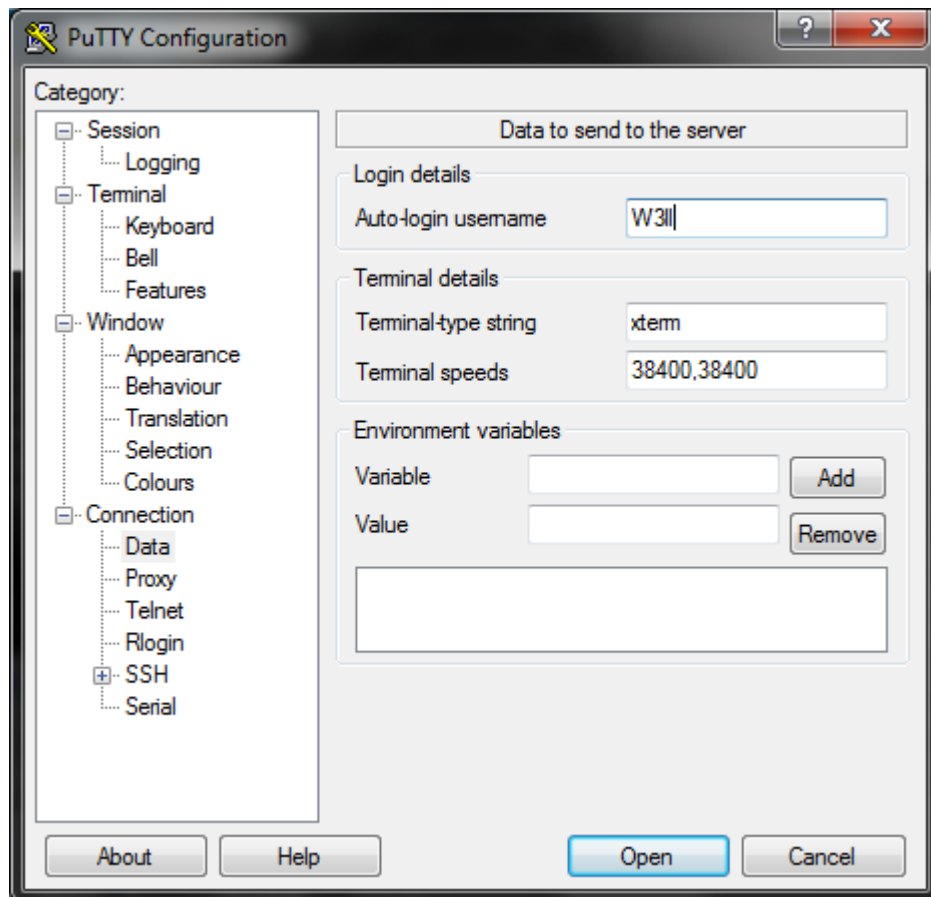 PuTTY Configuration
?
Category:
Session
Logging
Terminal
Keyboard
Bell
Features
Window
Appearance
Behaviour
Translation
Selection
Colours
Connection
Data
Proxy
Telnet
Rlogin
SSH
Serial
Data to send to the server
Login details
Auto-login username W3ll
Terminal details
Terminal-type string xterm
Terminal speeds 38400,38400
Environment variables
Variable Add
Value Remove
About Help Open Cancel